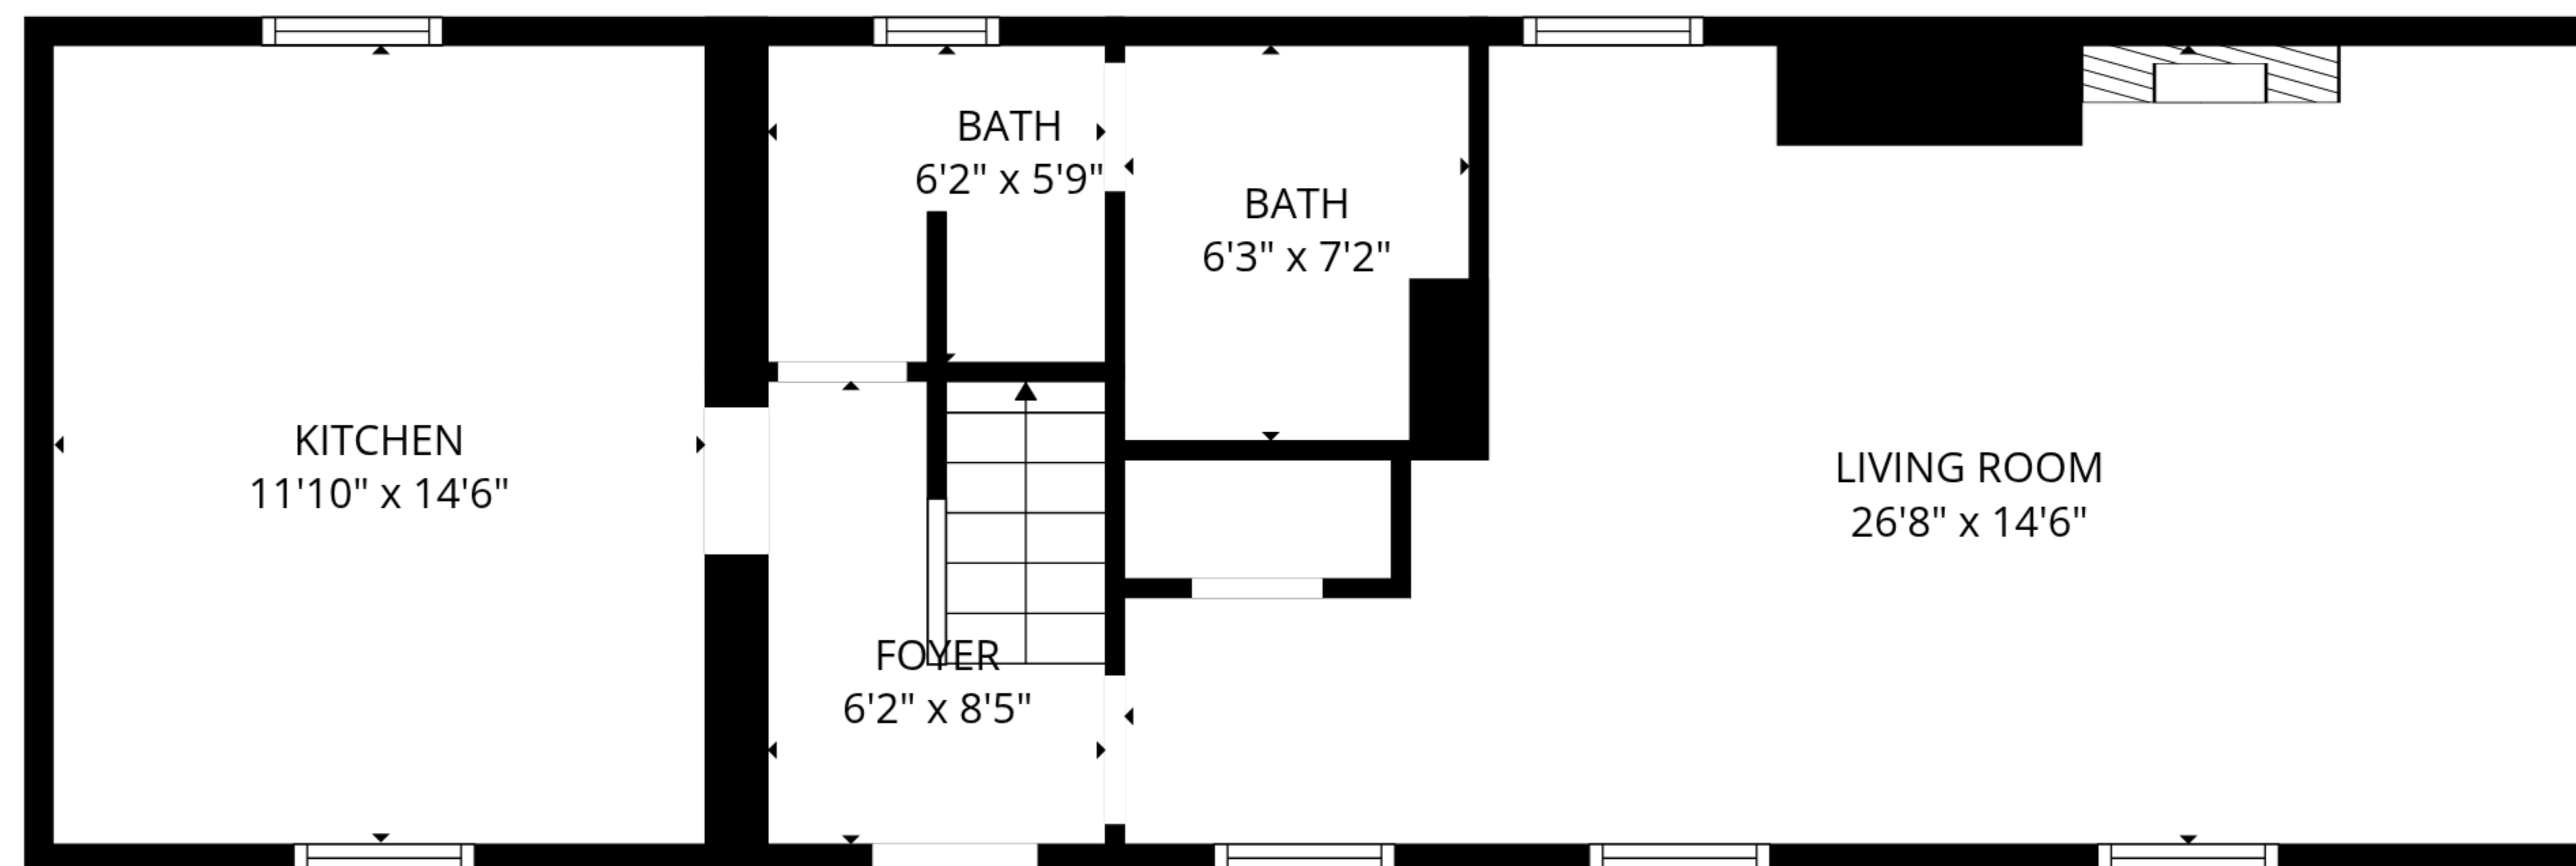 BATH
6'2" x 5'9"
BATH
6'3" x 7'2"
KITCHEN
11'10" x 14'6"
LIVING ROOM
26'8" x 14'6"
FOYER
6'2" x 8'5"